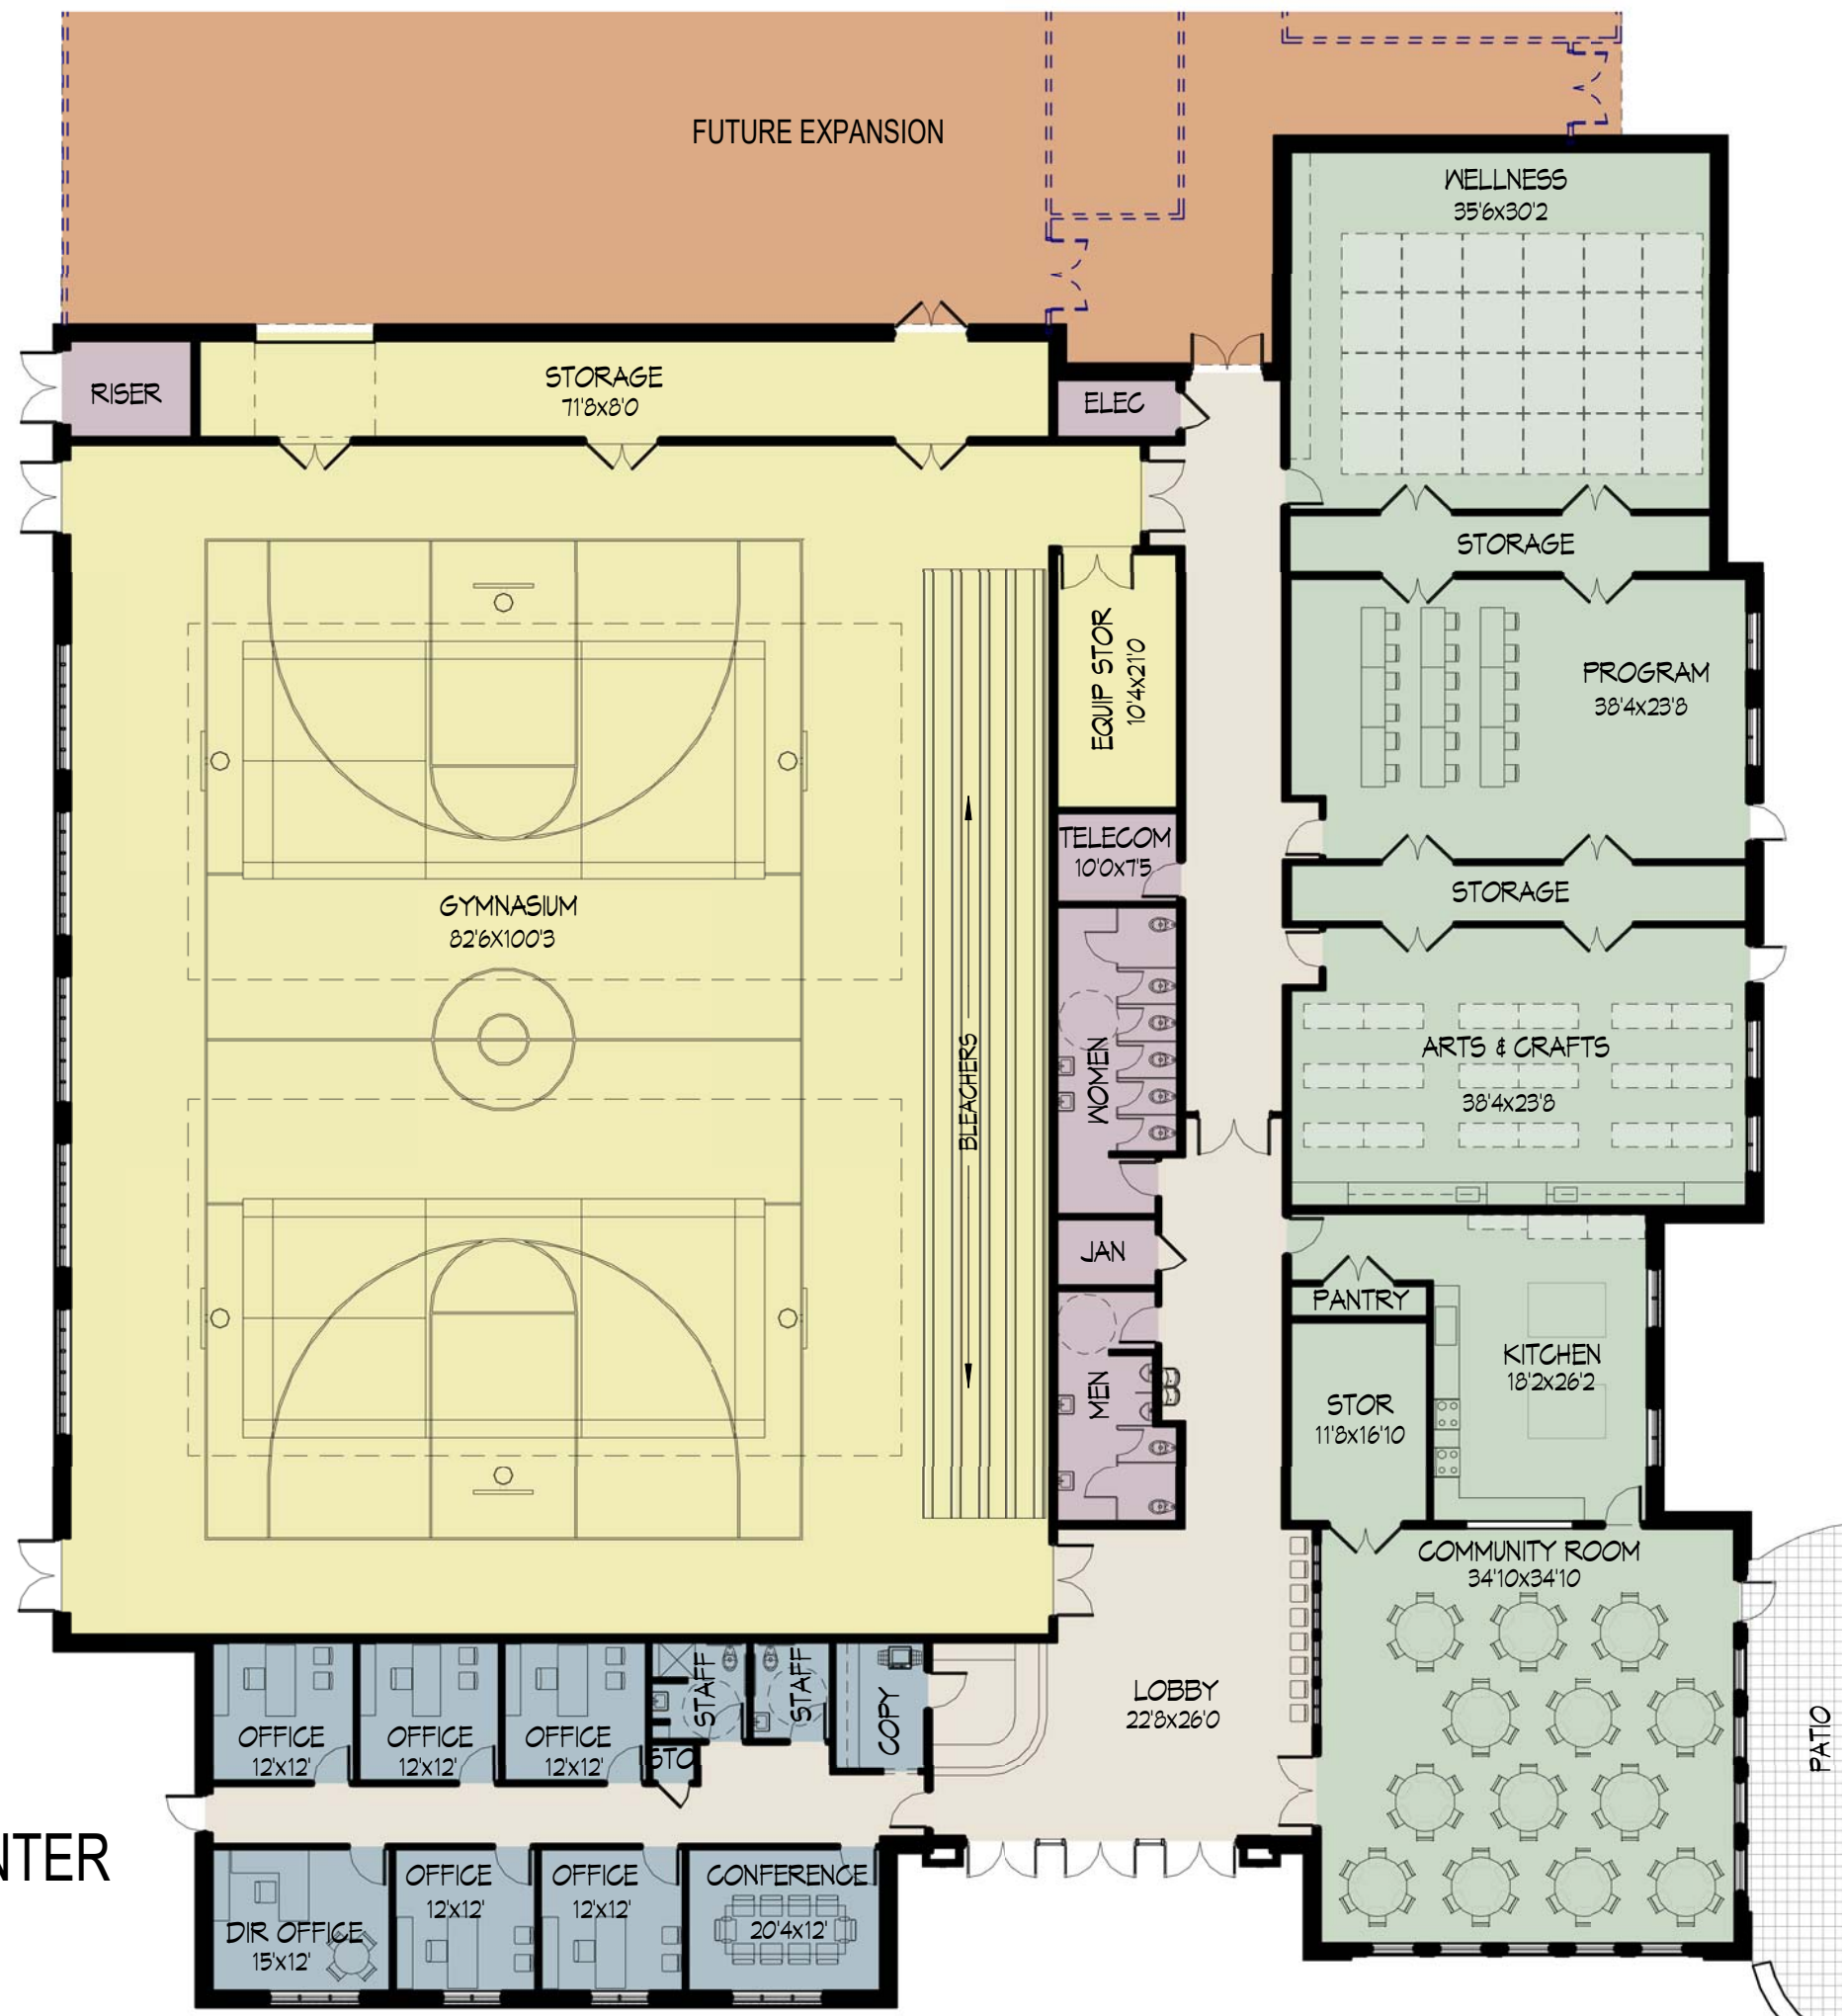 FUTURE EXPANSION
WELLNESS
35'6x30'2
RISER
STORAGE
71'8x8'0
ELEC
STORAGE
EQUIP STOR
10'4x21'0
PROGRAM
38'4x23'8
TELECOM
10'0x7'5
STORAGE
GYMNASIUM
82'6X100'3
BLEACHERS
WOMEN
ARTS & CRAFTS
38'4x23'8
JAN
PANTRY
MEN
KITCHEN
18'2x26'2
STOR
11'8x16'10
COMMUNITY ROOM
34'10x34'10
OFFICE
12'x12'
OFFICE
12'x12'
OFFICE
12'x12'
STAFF
STAFF
STO
COPY
LOBBY
22'8x26'0
PATIO
NTER
DIR OFFICE
15'x12'
OFFICE
12'x12'
OFFICE
12'x12'
CONFERENCE
20'4x12'